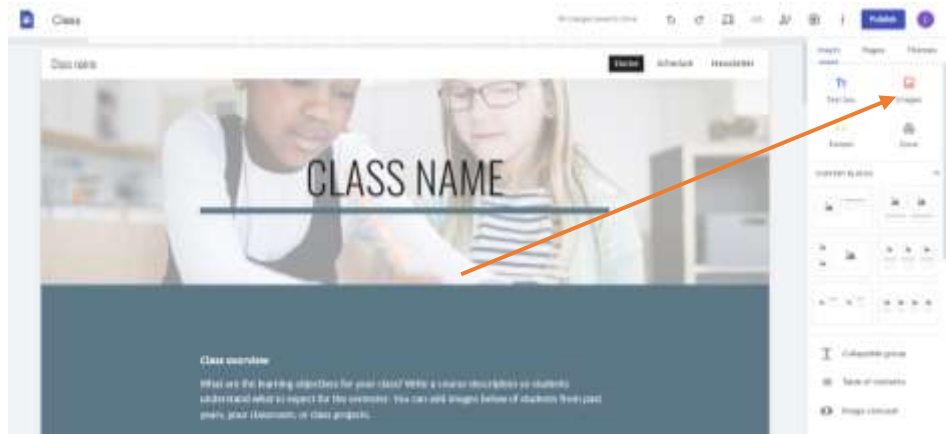 Class
Publish
Class name
Home Schedule Newsletter
Insert Pages Themes
Text box Images
Embed Drive
CONTENT BLOCKS
CLASS NAME
Collapsible group
Table of contents
Image carousel
Class overview
What are the learning objectives for your class? Write a course description so students
understand what to expect for the semester. You can add images below of students from past
years, your classroom, or class projects.